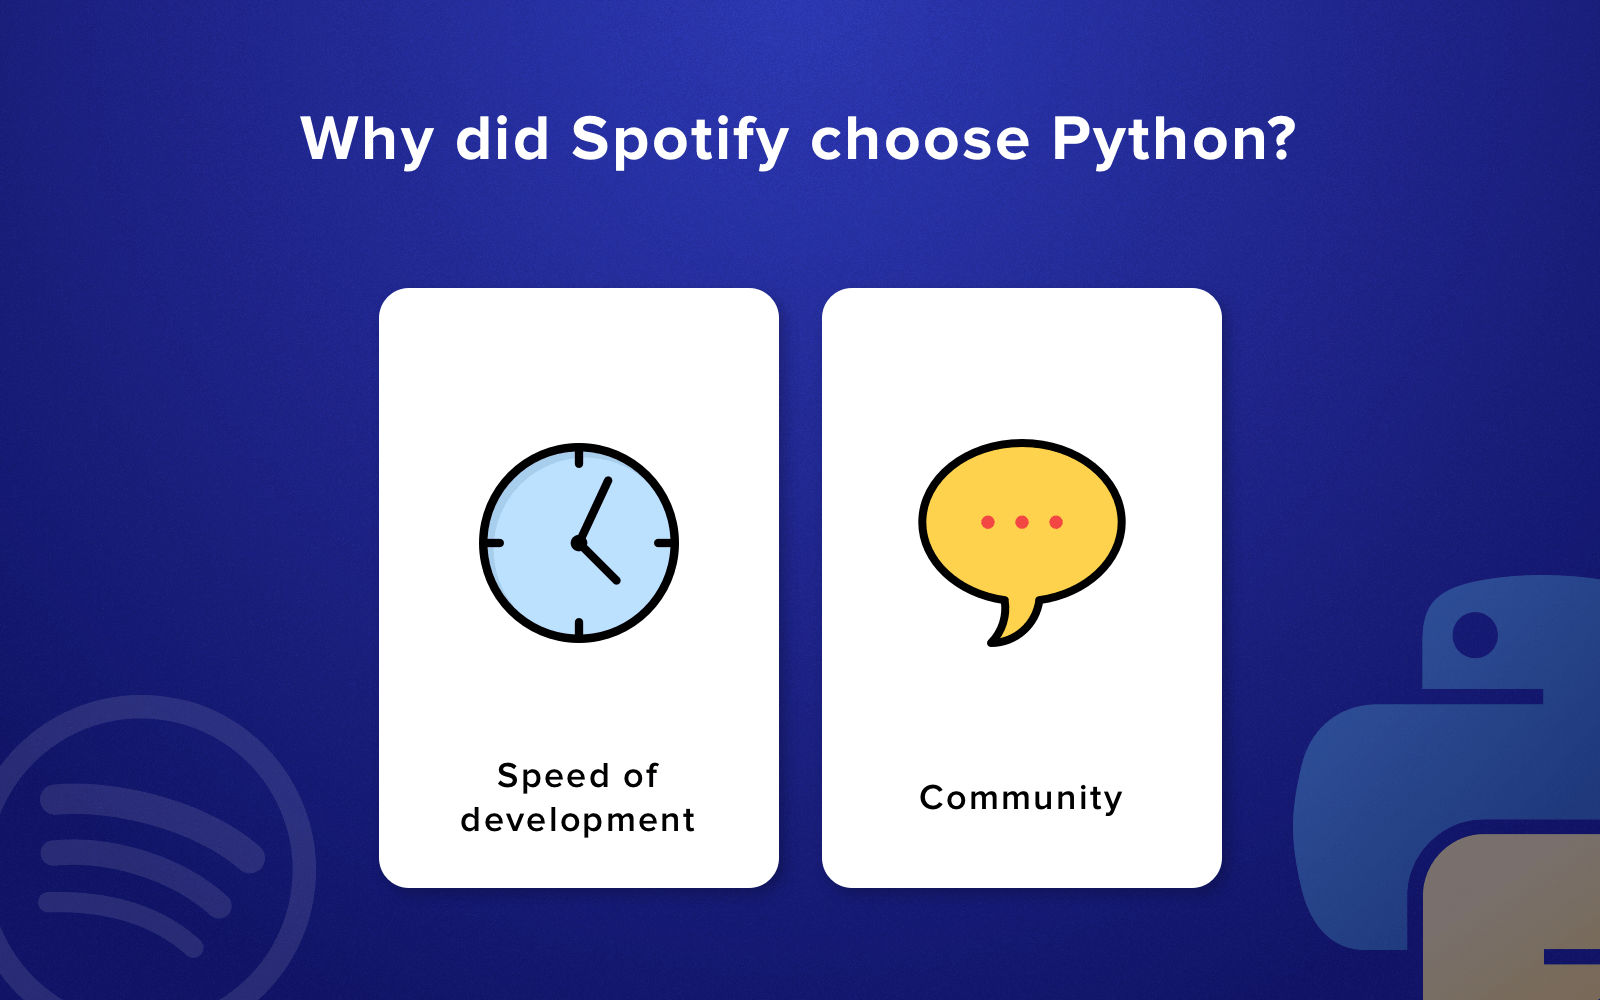 Why did Spotify choose Python?
Speed of
development
Community